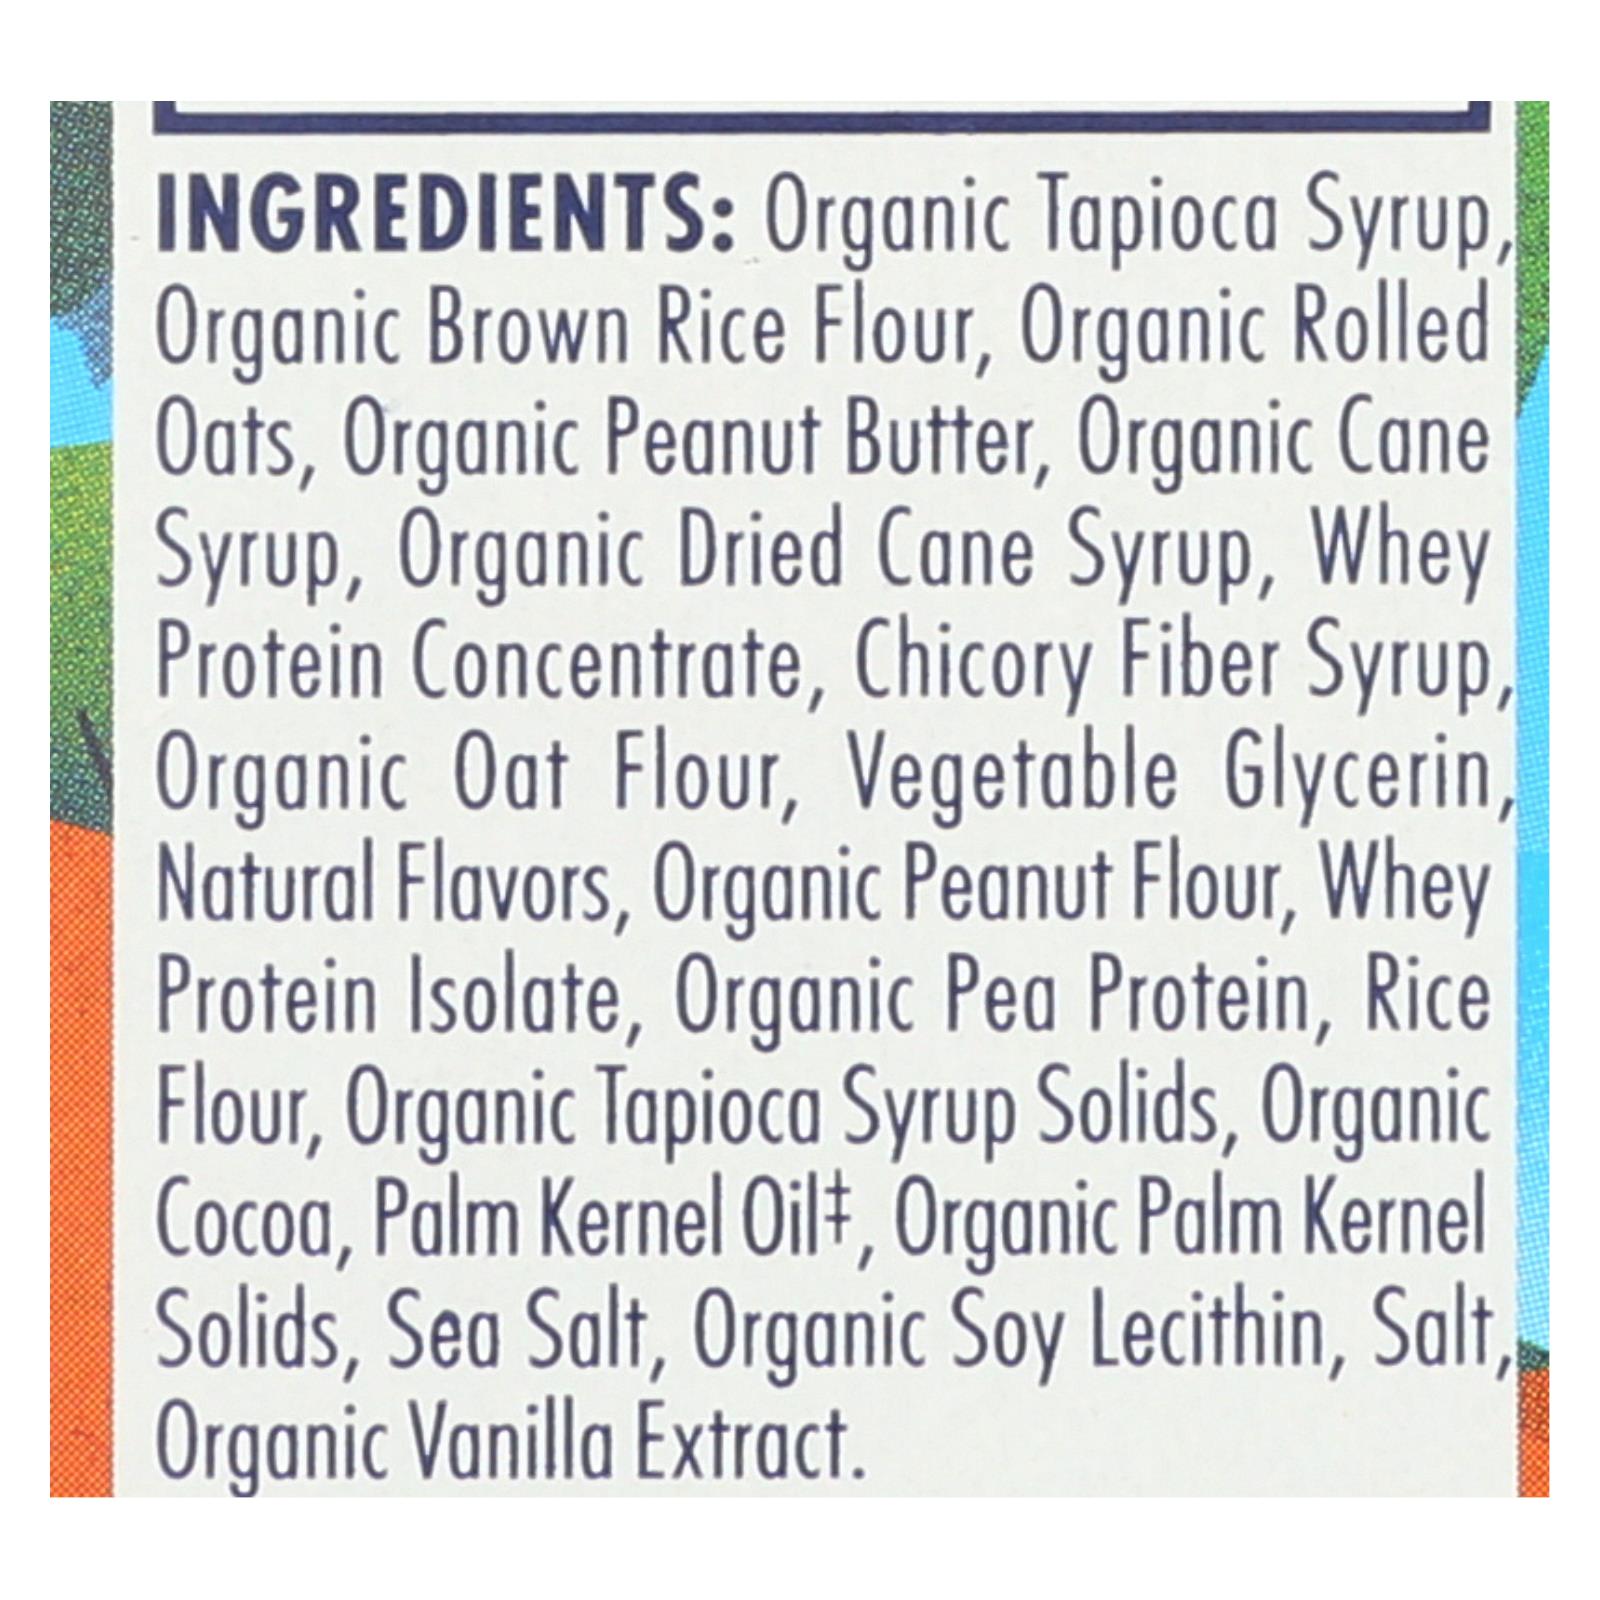 INGREDIENTS: Organic Tapioca Syrup,
Organic Brown Rice Flour, Organic Rolled
Oats, Organic Peanut Butter, Organic Cane
Syrup, Organic Dried Cane Syrup, Whey
Protein Concentrate, Chicory Fiber Syrup,
Organic Oat Flour, Vegetable Glycerin,
Natural Flavors, Organic Peanut Flour, Whey
Protein Isolate, Organic Pea Protein, Rice
Flour, Organic Tapioca Syrup Solids, Organic
Cocoa, Palm Kernel Oil‡, Organic Palm Kernel
Solids, Sea Salt, Organic Soy Lecithin, Salt,
Organic Vanilla Extract.